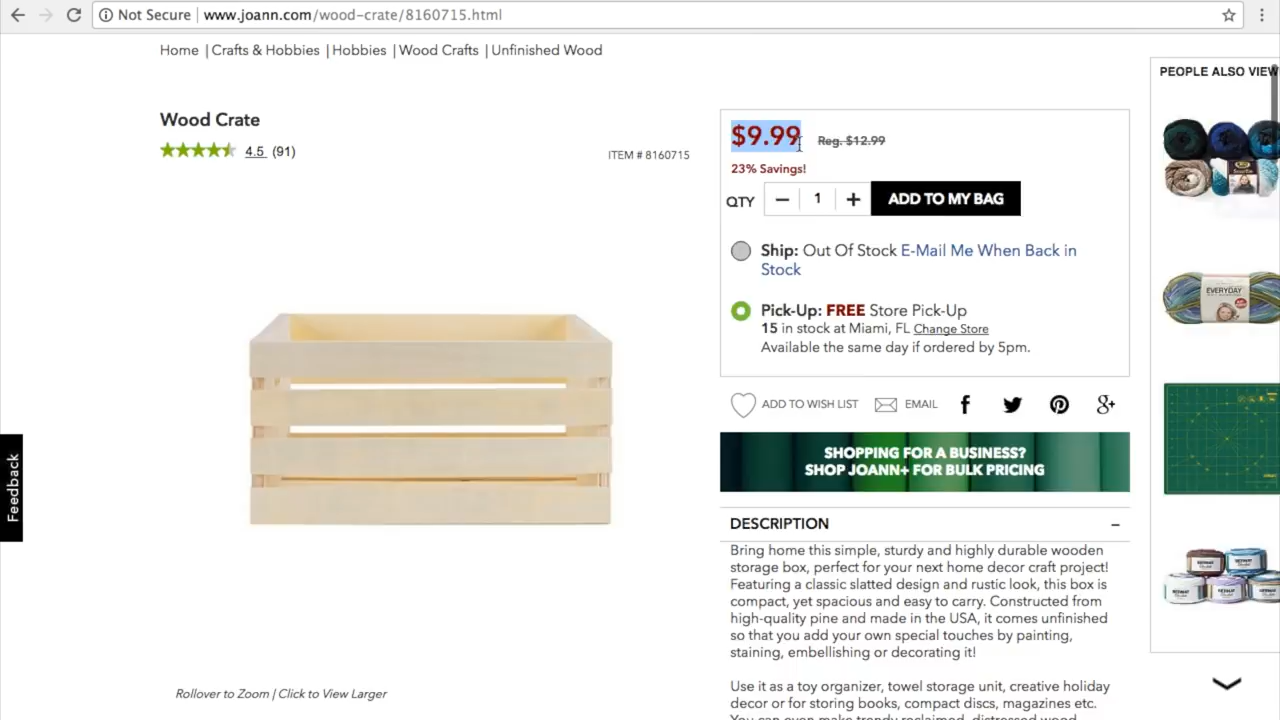 Not Secure | www.joann.com/wood-crate/8160715.html
Home | Crafts & Hobbies | Hobbies | Wood Crafts | Unfinished Wood
Wood Crate
4.5 (91)
ITEM # 8160715
$9.99 Reg. $12.99
23% Savings!
QTY − 1 + ADD TO MY BAG
Ship: Out Of Stock E-Mail Me When Back in
Stock
Pick-Up: FREE Store Pick-Up
15 in stock at Miami, FL Change Store
Available the same day if ordered by 5pm.
ADD TO WISH LIST EMAIL
SHOPPING FOR A BUSINESS?
SHOP JOANN+ FOR BULK PRICING
DESCRIPTION −
Bring home this simple, sturdy and highly durable wooden
storage box, perfect for your next home decor craft project!
Featuring a classic slatted design and rustic look, this box is
compact, yet spacious and easy to carry. Constructed from
high-quality pine and made in the USA, it comes unfinished
so that you add your own special touches by painting,
staining, embellishing or decorating it!
Use it as a toy organizer, towel storage unit, creative holiday
decor or for storing books, compact discs, magazines etc.
You can even make trendy reclaimed, distressed wood
Rollover to Zoom | Click to View Larger
Feedback
PEOPLE ALSO VIEW
EVERYDAY